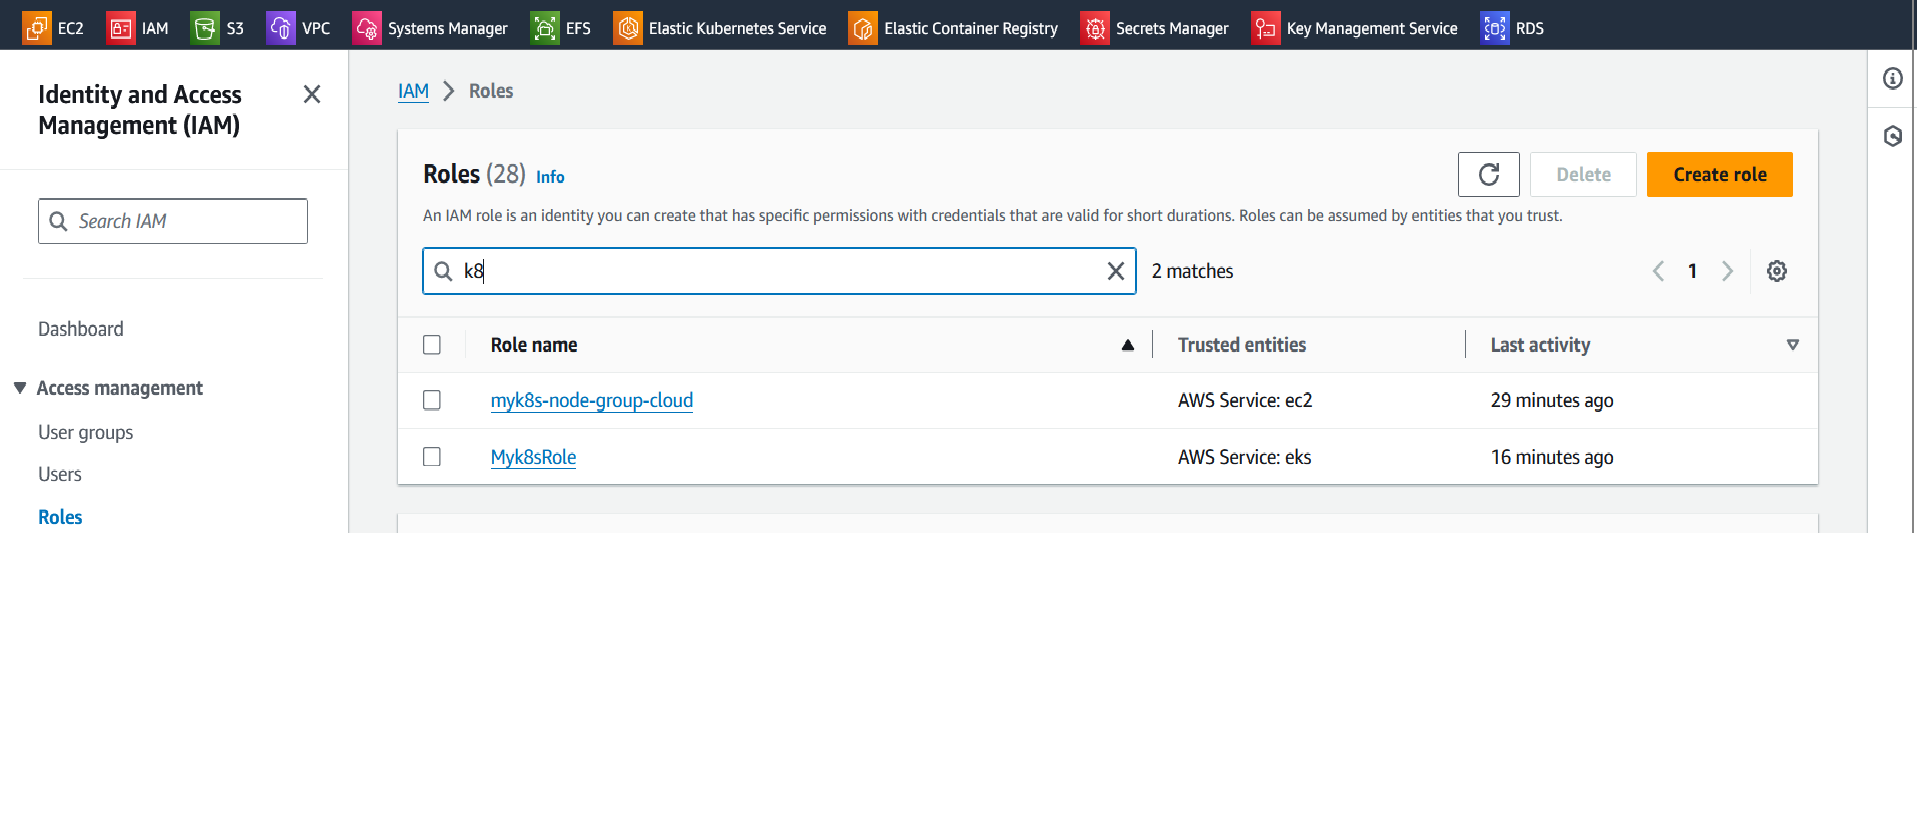 EC2 IAM S3 VPC Systems Manager EFS Elastic Kubernetes Service Elastic Container Registry Secrets Manager Key Management Service RDS
Identity and Access
Management (IAM)
Search IAM
Dashboard
Access management
User groups
Users
Roles
IAM Roles
Roles (28) Info
Delete
Create role
An IAM role is an identity you can create that has specific permissions with credentials that are valid for short durations. Roles can be assumed by entities that you trust.
k8
2 matches
1
Role name Trusted entities Last activity
myk8s-node-group-cloud AWS Service: ec2 29 minutes ago
Myk8sRole AWS Service: eks 16 minutes ago